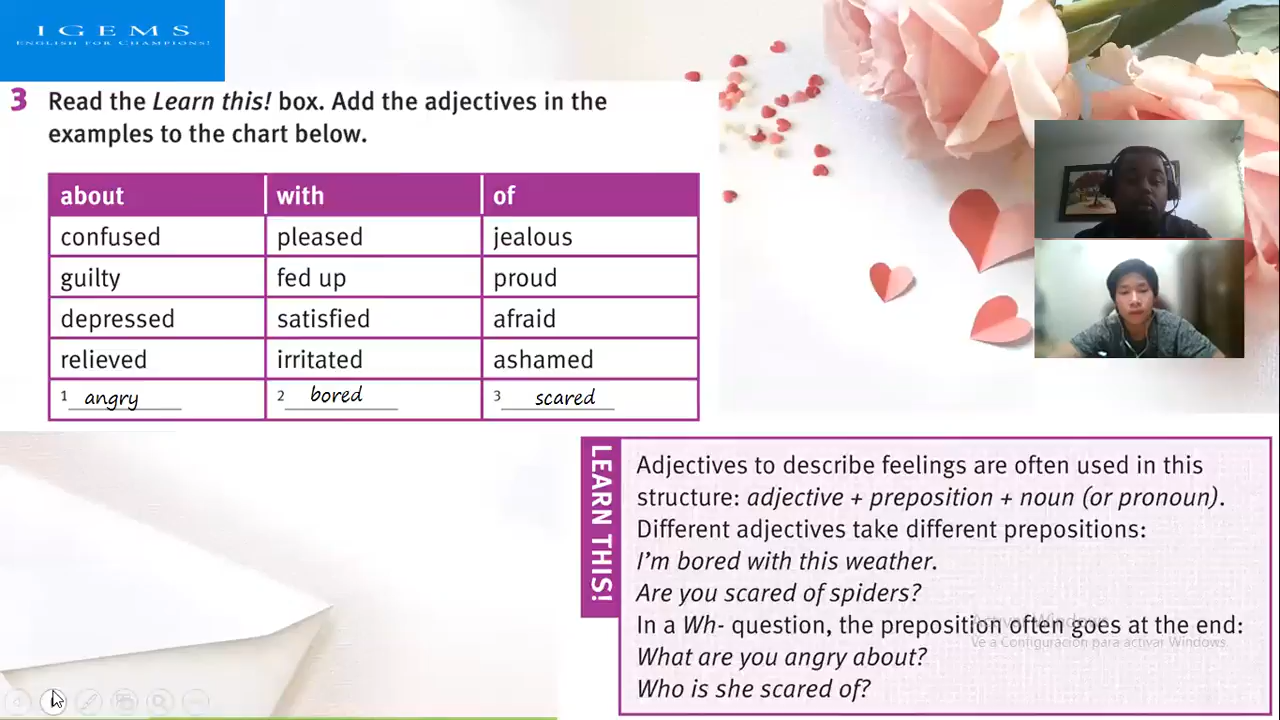 IGEMS
ENGLISH FOR CHAMPIONS!
3 Read the Learn this! box. Add the adjectives in the
examples to the chart below.
about with of
confused pleased jealous
guilty fed up proud
depressed satisfied afraid
relieved irritated ashamed
1 angry 2 bored 3 scared
LEARN THIS!
Adjectives to describe feelings are often used in this
structure: adjective + preposition + noun (or pronoun).
Different adjectives take different prepositions:
I'm bored with this weather.
Are you scared of spiders?
In a Wh- question, the preposition often goes at the end:
What are you angry about?
Who is she scared of?
Activar Windows
Ve a Configuración para activar Windows.